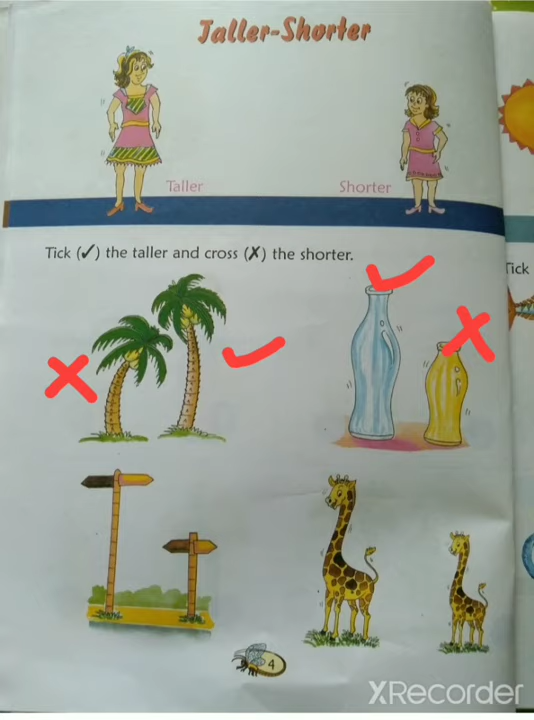 Taller-Shorter
Taller
Shorter
Tick (✓) the taller and cross (✗) the shorter.
Tick
4
XRecorder